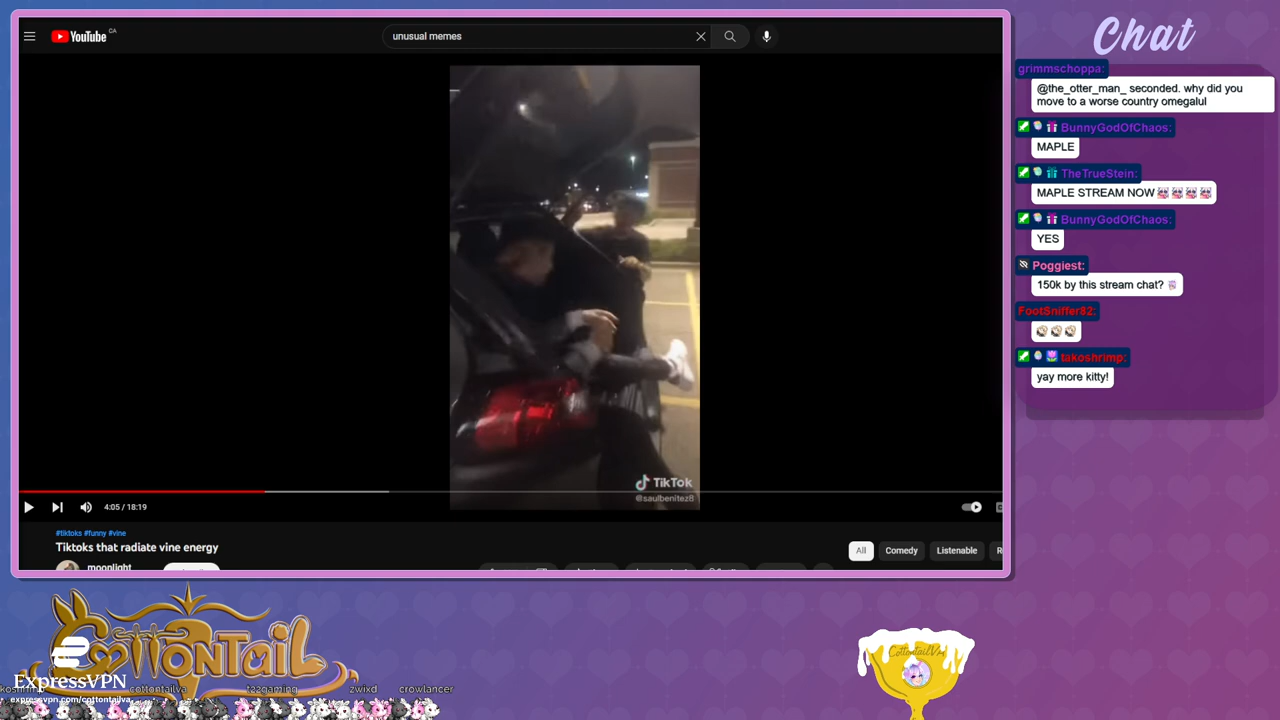 YouTube CA
unusual memes
TikTok
@saulbenitez8
4:05 / 18:19
#tiktoks #funny #vine
Tiktoks that radiate vine energy
moonlight
All
Comedy
Listenable
Chat
grimmschoppa:
@the_otter_man_ seconded. why did you
move to a worse country omegalul
BunnyGodOfChaos:
MAPLE
TheTrueStein:
MAPLE STREAM NOW
BunnyGodOfChaos:
YES
Poggiest:
150k by this stream chat?
FootSniffer82:
takoshrimp:
yay more kitty!
CottonTail
ExpressVPN
expressvpn.com/cottontailva
cottontailva
t22gaming
zwixd
crowlancer
CottontailVA